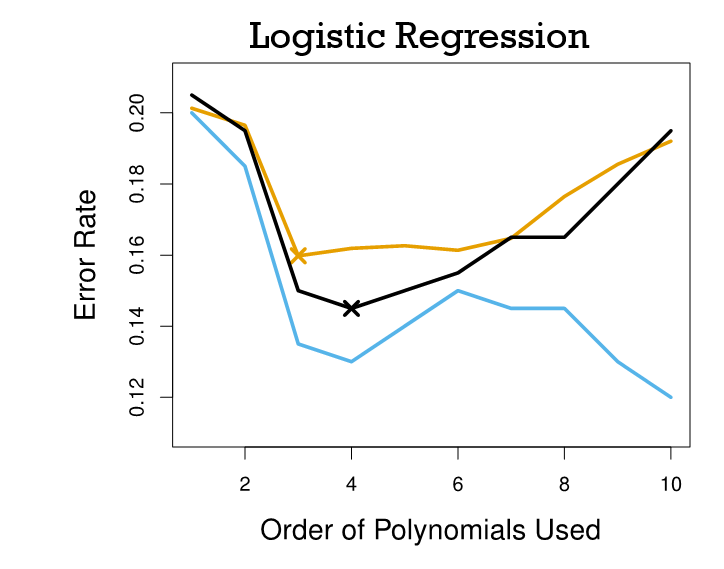 Logistic Regression
Error Rate
0.20
0.18
0.16
0.14
0.12
2 4 6 8 10
Order of Polynomials Used